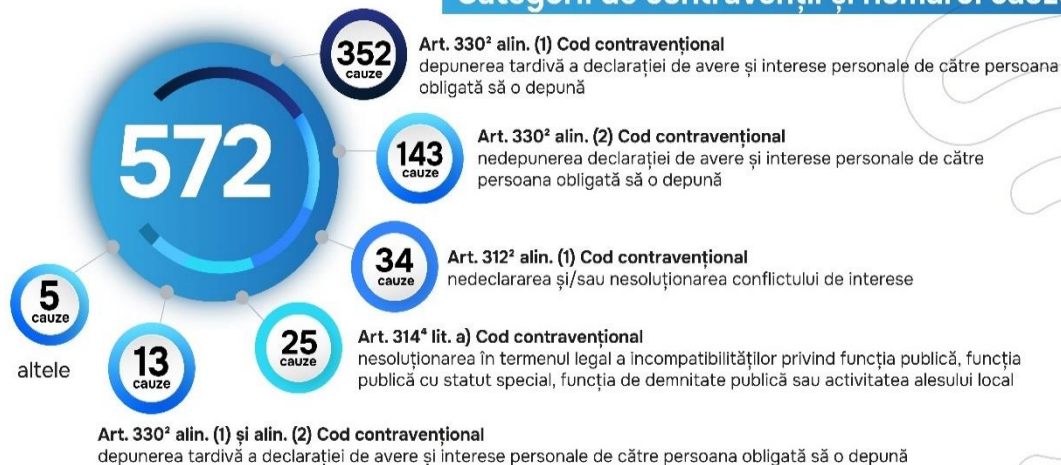 Categorii de contravenții și numărul cauz
572
352
cauze
Art. 330² alin. (1) Cod contravențional
depunerea tardivă a declarației de avere și interese personale de către persoana
obligată să o depună
143
cauze
Art. 330² alin. (2) Cod contravențional
nedepunerea declarației de avere și interese personale de către
persoana obligată să o depună
34
cauze
Art. 312² alin. (1) Cod contravențional
nedeclararea și/sau nesoluționarea conflictului de interese
25
cauze
Art. 314⁴ lit. a) Cod contravențional
nesoluționarea în termenul legal a incompatibilităților privind funcția publică, funcția
publică cu statut special, funcția de demnitate publică sau activitatea alesului local
5
cauze
altele
13
cauze
Art. 330² alin. (1) și alin. (2) Cod contravențional
depunerea tardivă a declarației de avere și interese personale de către persoana obligată să o depună